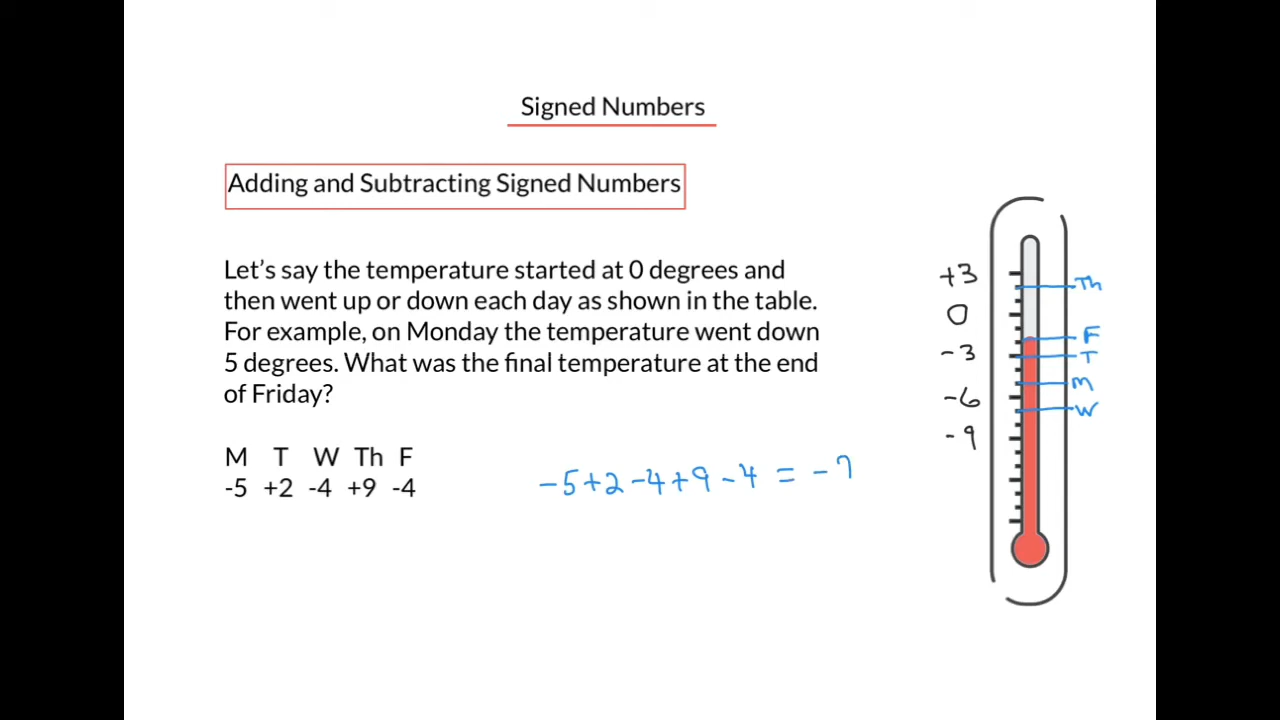 Signed Numbers
Adding and Subtracting Signed Numbers
Let's say the temperature started at 0 degrees and
then went up or down each day as shown in the table.
For example, on Monday the temperature went down
5 degrees. What was the final temperature at the end
of Friday?
M T W Th F
-5 +2 -4 +9 -4
-5+2-4+9-4 = -
+3
0
-3
-6
-9
Th
F
T
M
W